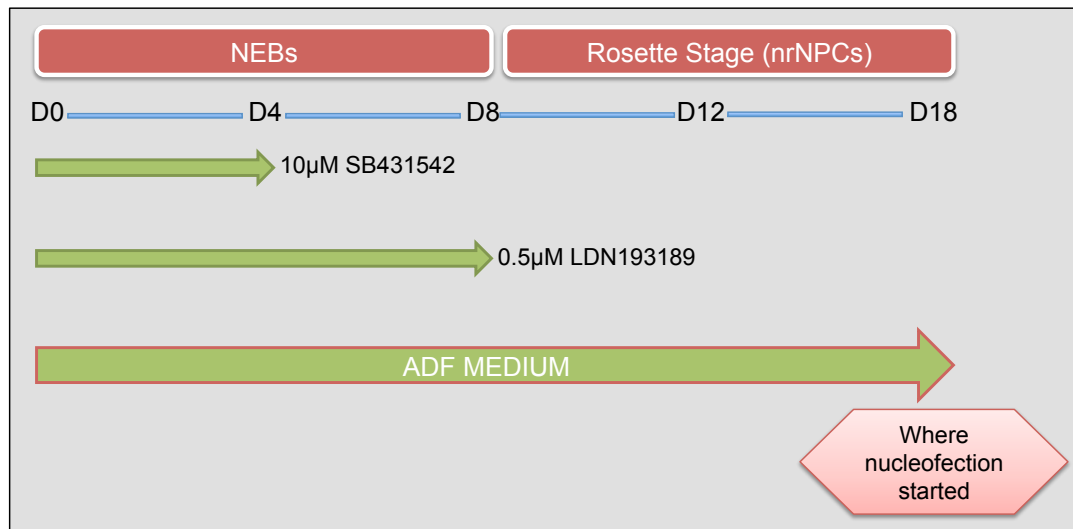 NEBs
Rosette Stage (nrNPCs)
D0 D4 D8 D12 D18
10µM SB431542
0.5µM LDN193189
ADF MEDIUM
Where
nucleofection
started